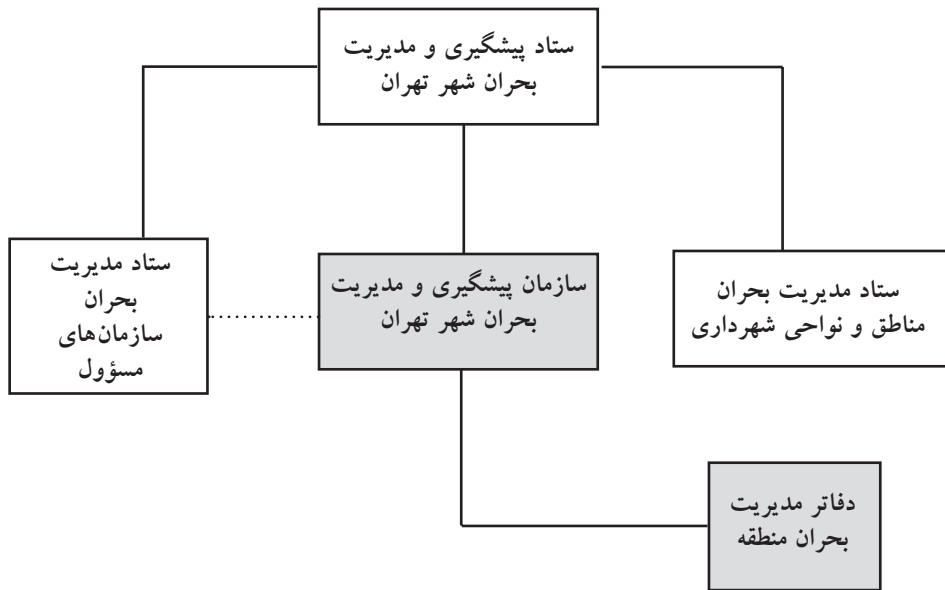 ستاد پیشگیری و مدیریت
بحران شهر تهران
ستاد مدیریت بحران
مناطق و نواحی شهرداری
سازمان پیشگیری و مدیریت
بحران شهر تهران
ستاد مدیریت
بحران
سازمان‌های
مسؤول
دفاتر مدیریت
بحران منطقه